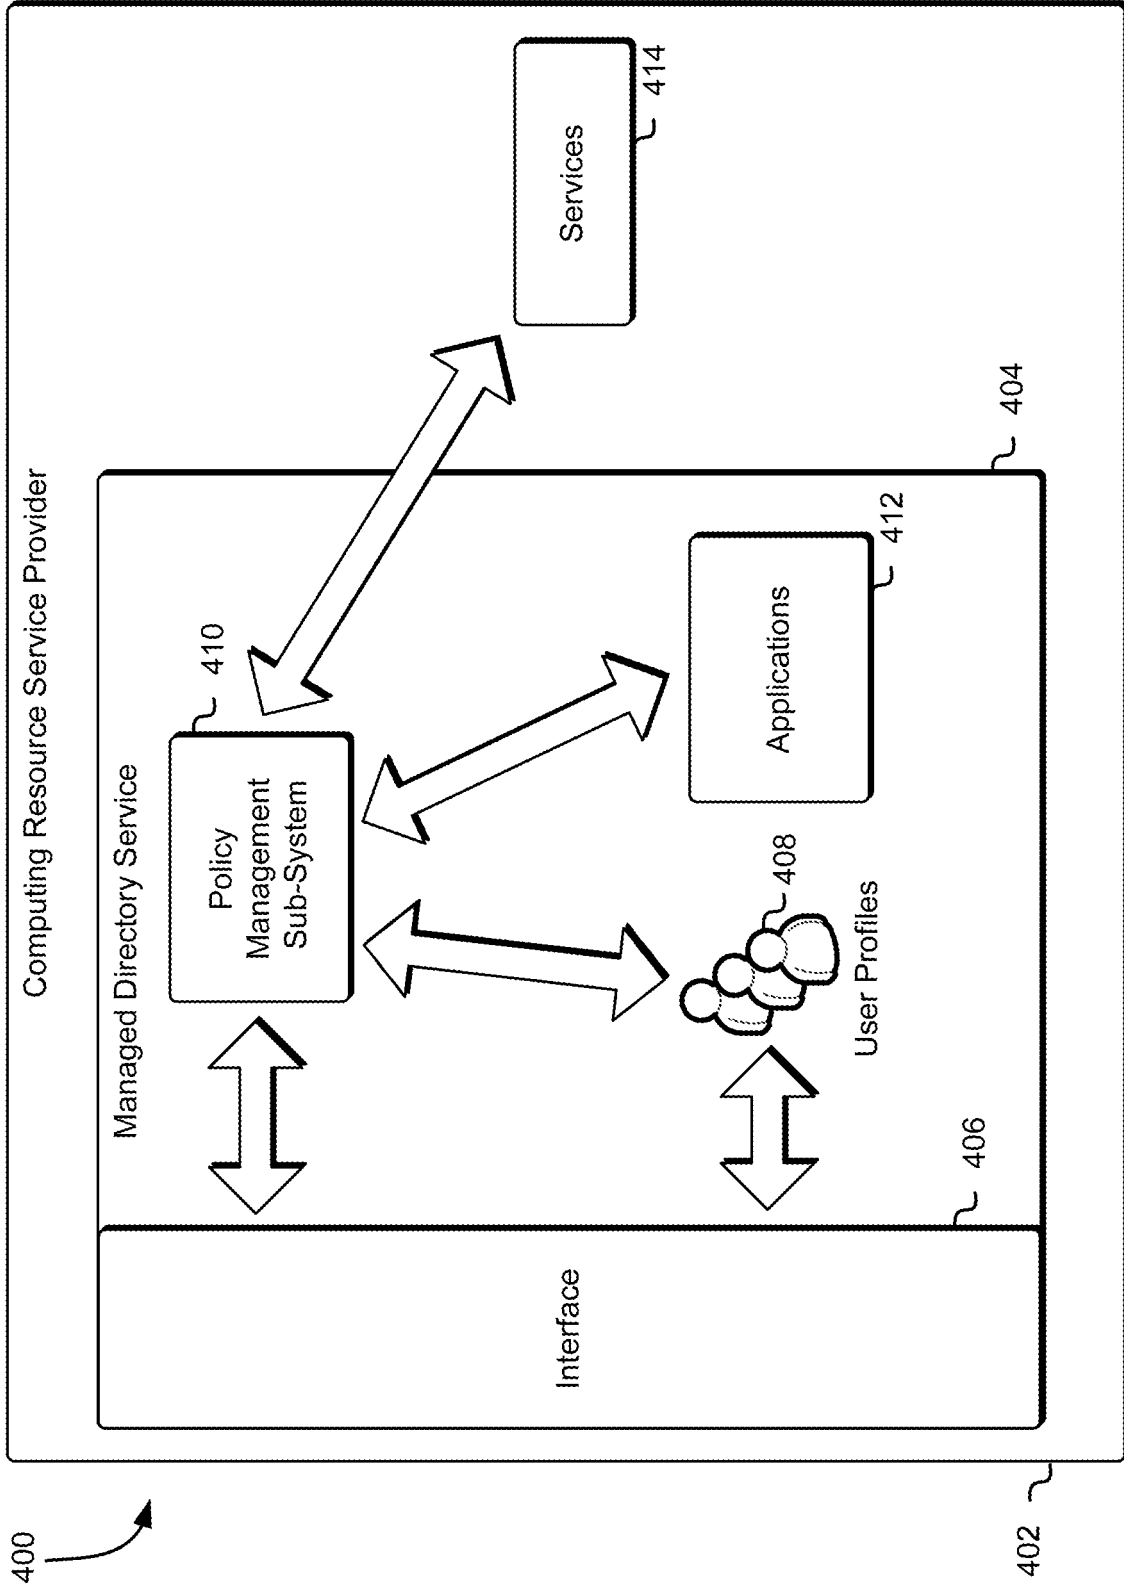 400
Computing Resource Service Provider
402
Managed Directory Service
404
Interface
406
Policy
Management
Sub-System
410
User Profiles
408
Applications
412
Services
414